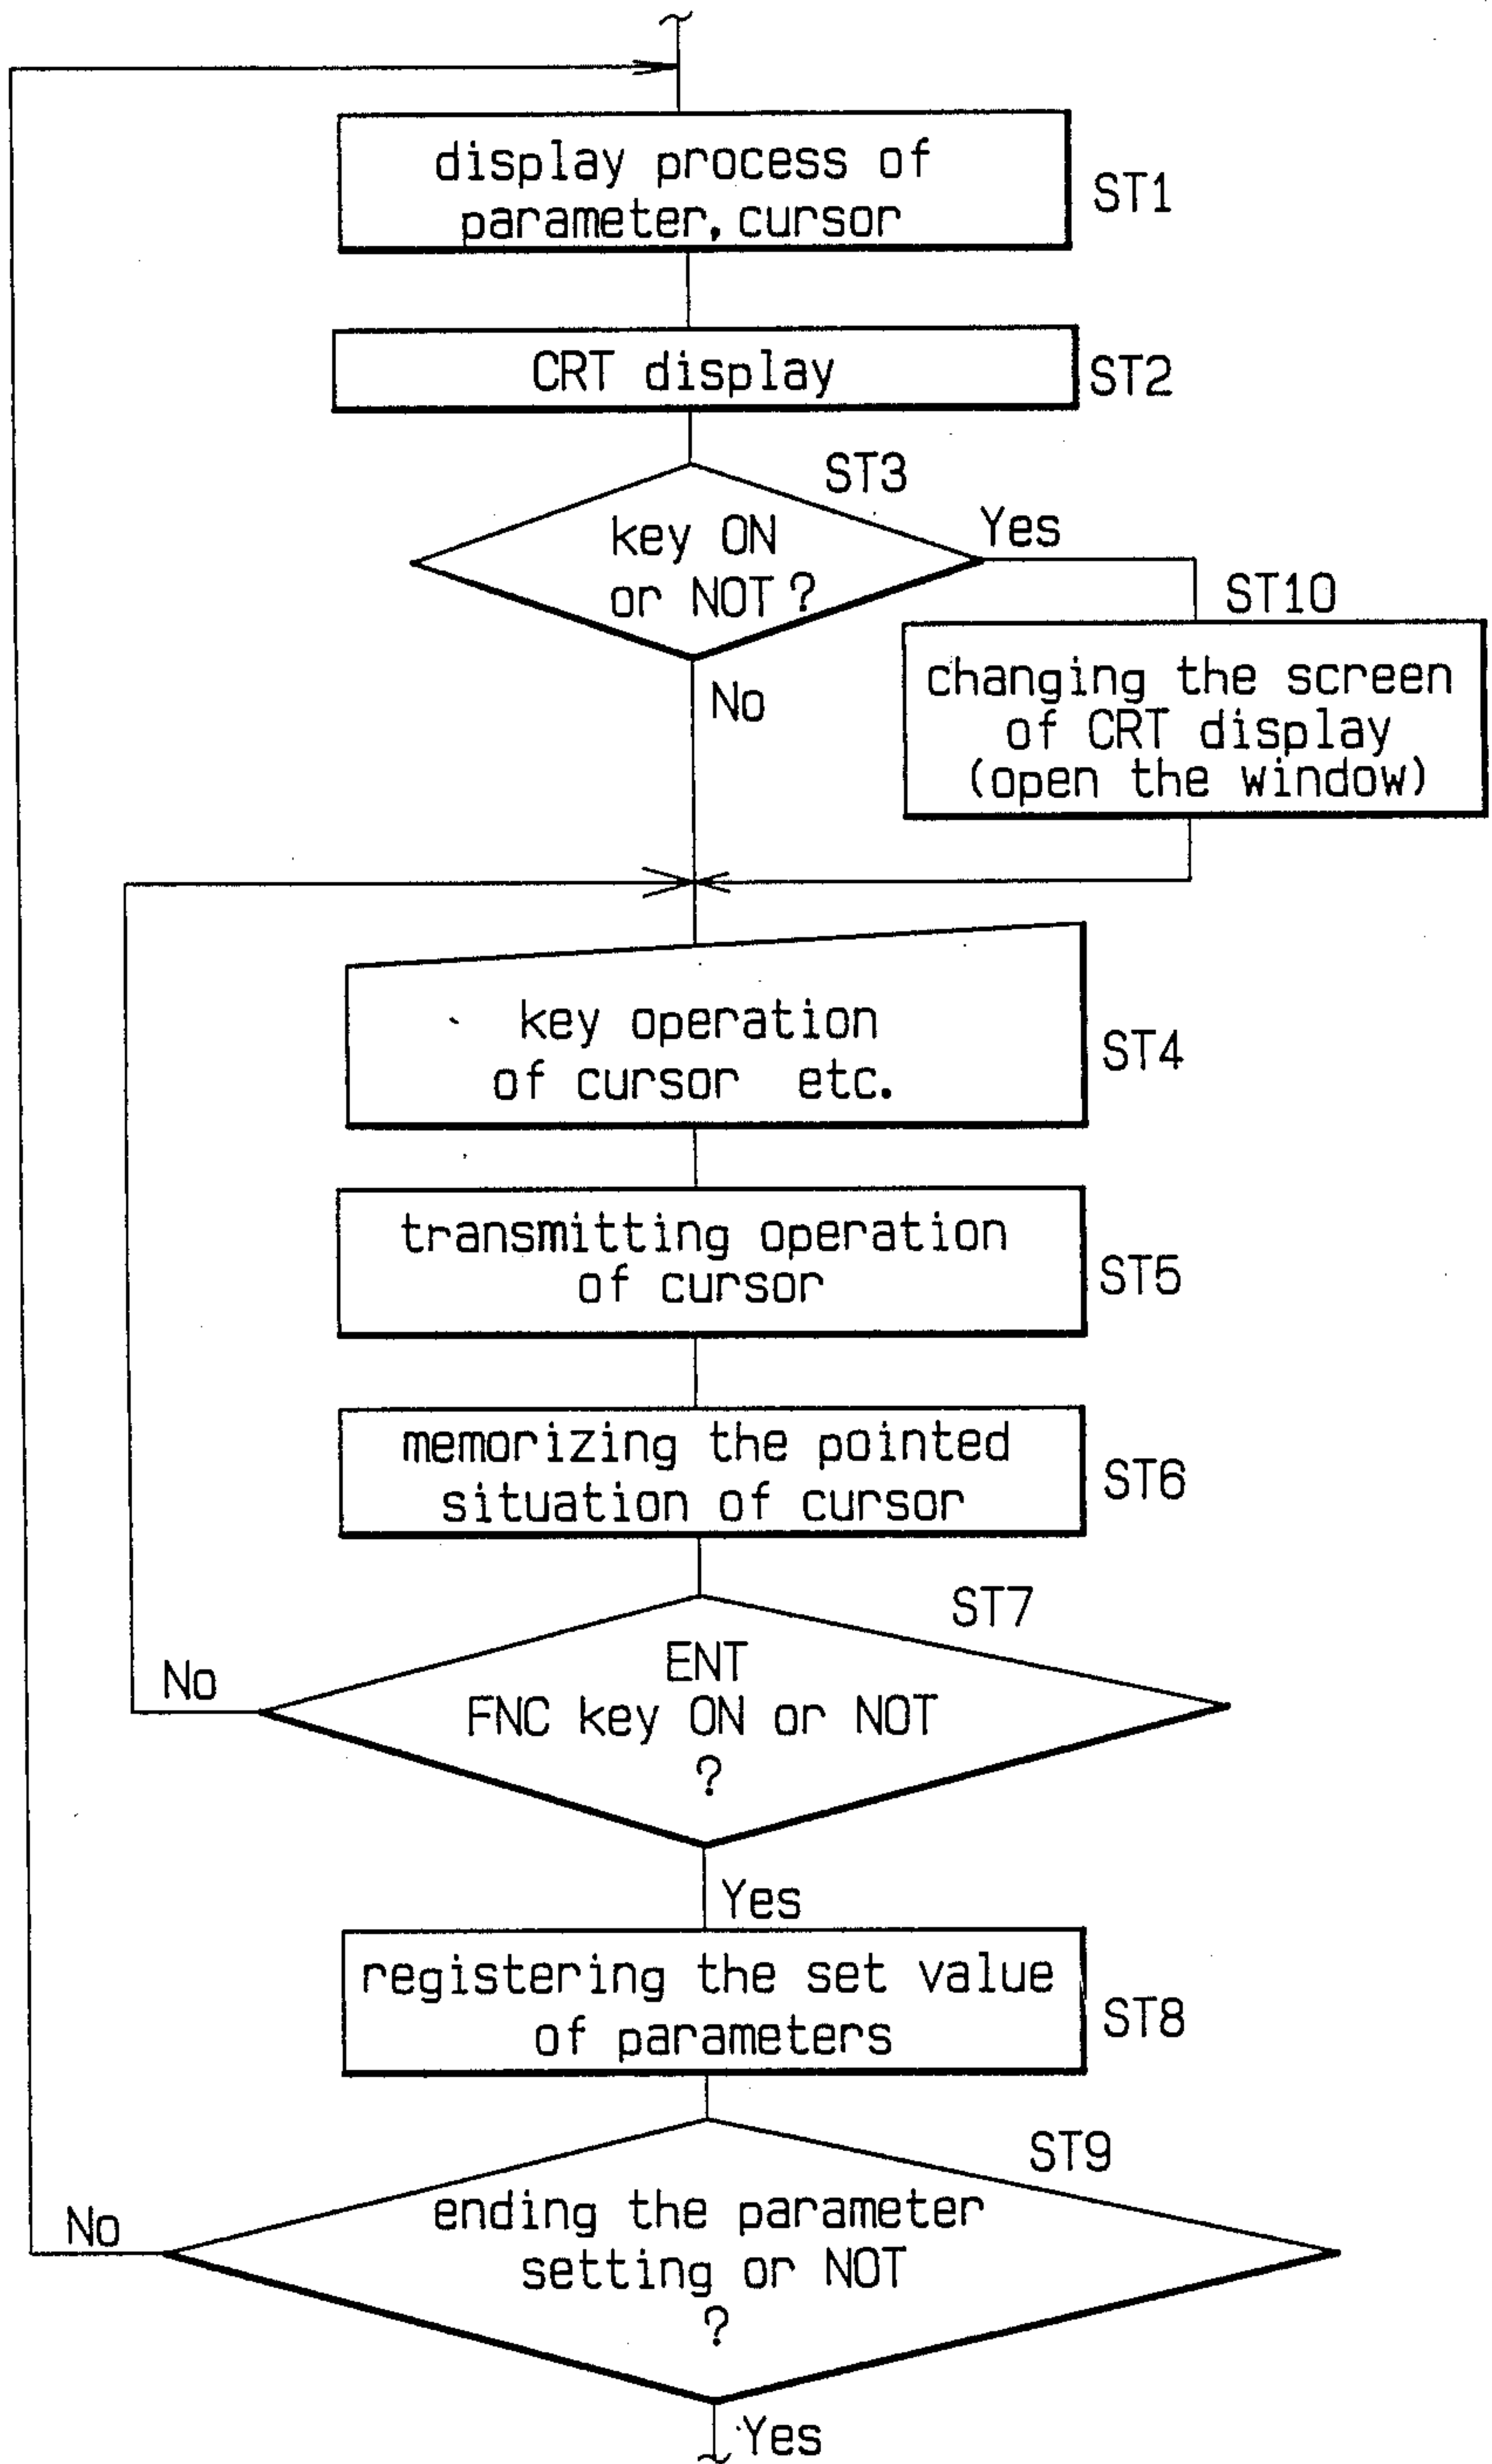 display process of
parameter, cursor
ST1
CRT display
ST2
ST3
key ON
or NOT ?
Yes
No
ST10
changing the screen
of CRT display
(open the window)
key operation
of cursor etc.
ST4
transmitting operation
of cursor
ST5
memorizing the pointed
situation of cursor
ST6
ST7
ENT
FNC key ON or NOT
?
No
Yes
registering the set value
of parameters
ST8
ST9
ending the parameter
setting or NOT
?
No
Yes